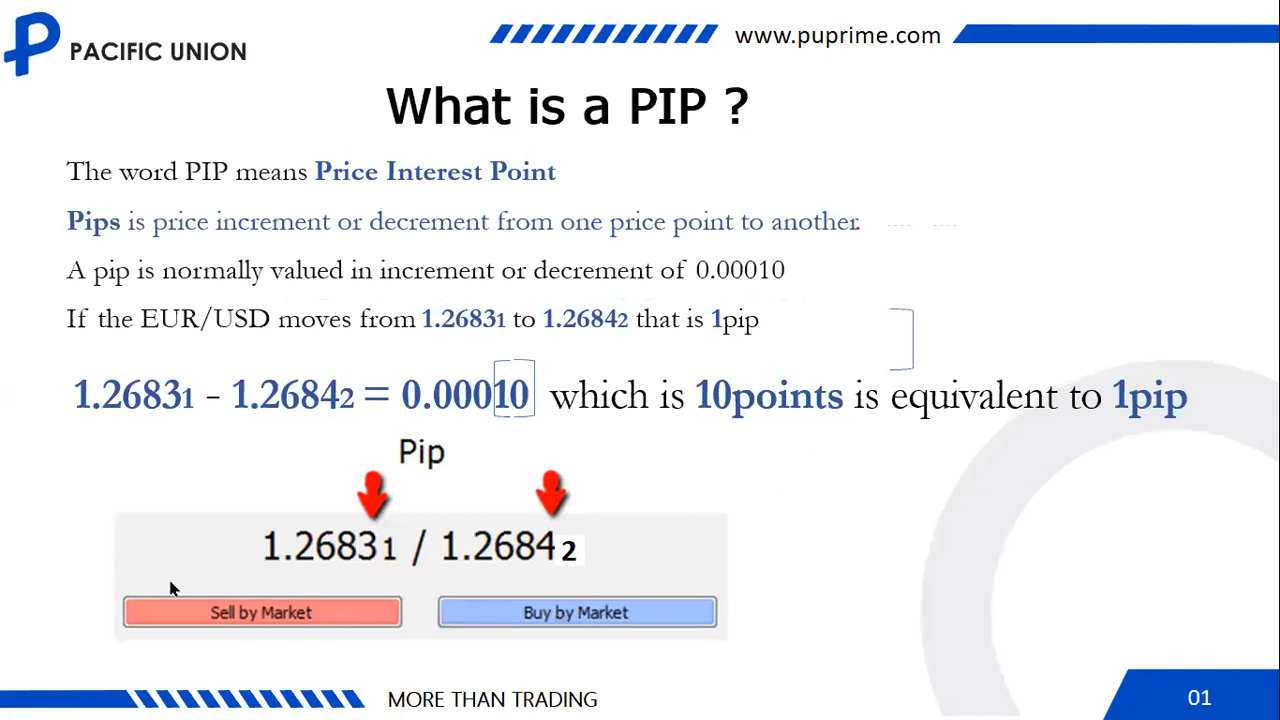 PACIFIC UNION
www.puprime.com
What is a PIP ?
The word PIP means Price Interest Point
Pips is price increment or decrement from one price point to another.
A pip is normally valued in increment or decrement of 0.00010
If the EUR/USD moves from 1.26831 to 1.26842 that is 1pip
1.26831 - 1.26842 = 0.00010 which is 10points is equivalent to 1pip
Pip
1.26831 / 1.26842
Sell by Market
Buy by Market
MORE THAN TRADING
01